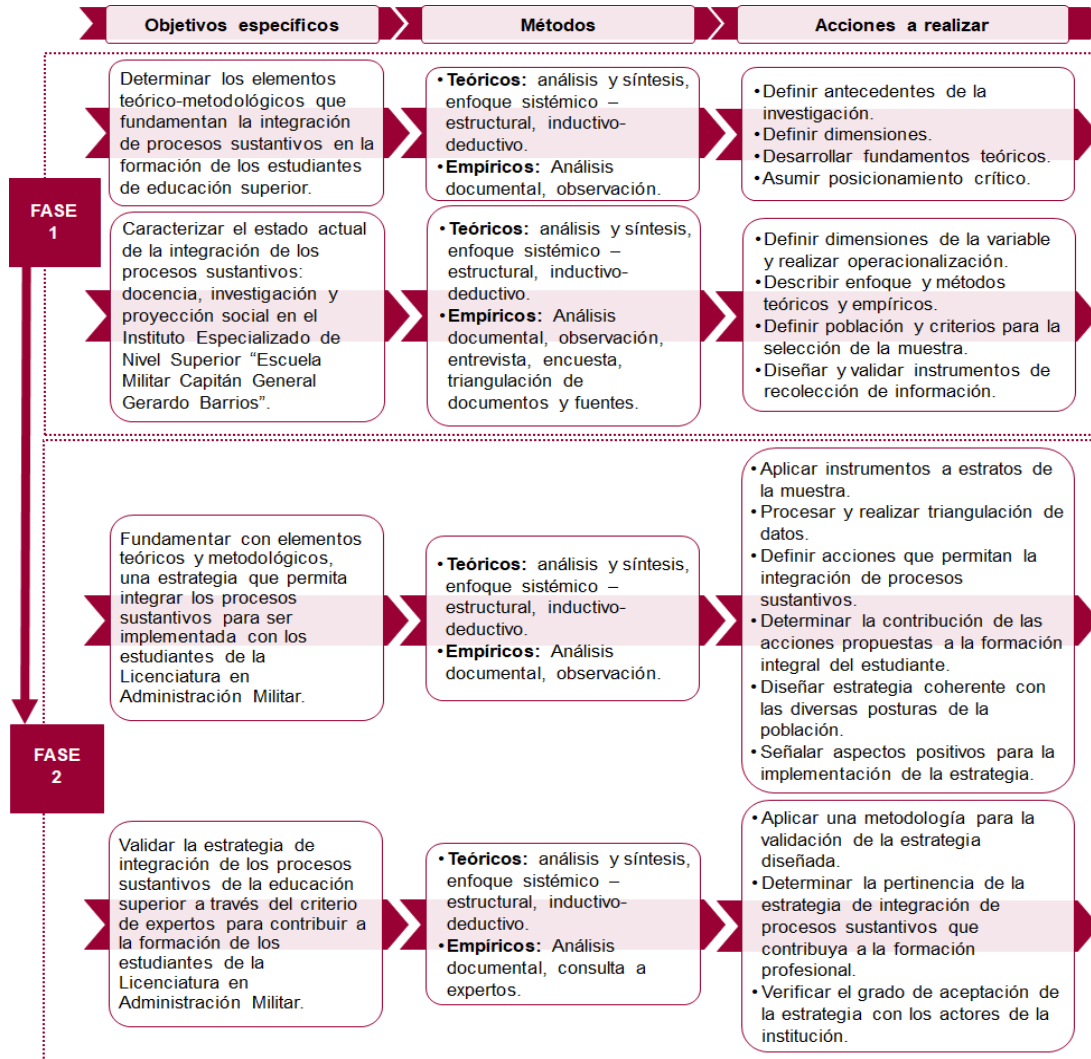 Objetivos específicos
Métodos
Acciones a realizar
FASE
1
Determinar los elementos
teórico-metodológicos que
fundamentan la integración
de procesos sustantivos en la
formación de los estudiantes
de educación superior.
• Teóricos: análisis y síntesis,
enfoque sistémico –
estructural, inductivo-
deductivo.
• Empíricos: Análisis
documental, observación.
• Definir antecedentes de la
investigación.
• Definir dimensiones.
• Desarrollar fundamentos teóricos.
• Asumir posicionamiento crítico.
Caracterizar el estado actual
de la integración de los
procesos sustantivos:
docencia, investigación y
proyección social en el
Instituto Especializado de
Nivel Superior “Escuela
Militar Capitán General
Gerardo Barrios”.
• Teóricos: análisis y síntesis,
enfoque sistémico –
estructural, inductivo-
deductivo.
• Empíricos: Análisis
documental, observación,
entrevista, encuesta,
triangulación de
documentos y fuentes.
• Definir dimensiones de la variable
y realizar operacionalización.
• Describir enfoque y métodos
teóricos y empíricos.
• Definir población y criterios para la
selección de la muestra.
• Diseñar y validar instrumentos de
recolección de información.
FASE
2
Fundamentar con elementos
teóricos y metodológicos,
una estrategia que permita
integrar los procesos
sustantivos para ser
implementada con los
estudiantes de la
Licenciatura en
Administración Militar.
• Teóricos: análisis y síntesis,
enfoque sistémico –
estructural, inductivo-
deductivo.
• Empíricos: Análisis
documental, observación.
• Aplicar instrumentos a estratos de
la muestra.
• Procesar y realizar triangulación de
datos.
• Definir acciones que permitan la
integración de procesos
sustantivos.
• Determinar la contribución de las
acciones propuestas a la formación
integral del estudiante.
• Diseñar estrategia coherente con
las diversas posturas de la
población.
• Señalar aspectos positivos para la
implementación de la estrategia.
Validar la estrategia de
integración de los procesos
sustantivos de la educación
superior a través del criterio
de expertos para contribuir a
la formación de los
estudiantes de la
Licenciatura en
Administración Militar.
• Teóricos: análisis y síntesis,
enfoque sistémico –
estructural, inductivo-
deductivo.
• Empíricos: Análisis
documental, consulta a
expertos.
• Aplicar una metodología para la
validación de la estrategia
diseñada.
• Determinar la pertinencia de la
estrategia de integración de
procesos sustantivos que
contribuya a la formación
profesional.
• Verificar el grado de aceptación de
la estrategia con los actores de la
institución.